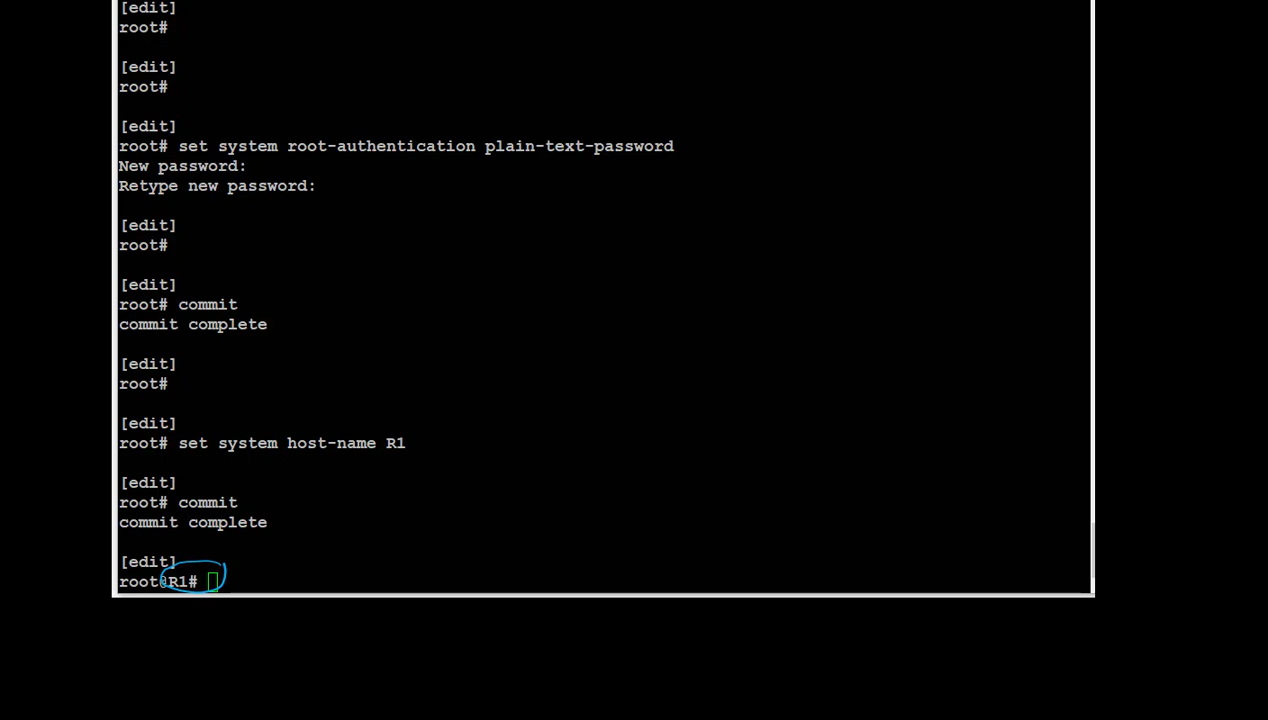 [edit]
root#
[edit]
root#
[edit]
root# set system root-authentication plain-text-password
New password:
Retype new password:
[edit]
root#
[edit]
root# commit
commit complete
[edit]
root#
[edit]
root# set system host-name R1
[edit]
root# commit
commit complete
[edit]
root@R1#